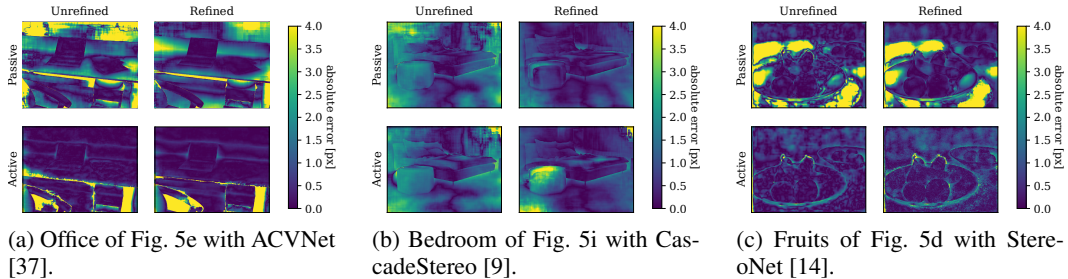 Unrefined Refined
Passive
Active
4.0
3.5
3.0
2.5
2.0
1.5
1.0
0.5
0.0
absolute error [px]
(a) Office of Fig. 5e with ACVNet
[37].
Unrefined Refined
Passive
Active
4.0
3.5
3.0
2.5
2.0
1.5
1.0
0.5
0.0
absolute error [px]
(b) Bedroom of Fig. 5i with Cas-
cadeStereo [9].
Unrefined Refined
Passive
Active
4.0
3.5
3.0
2.5
2.0
1.5
1.0
0.5
0.0
absolute error [px]
(c) Fruits of Fig. 5d with Stere-
oNet [14].